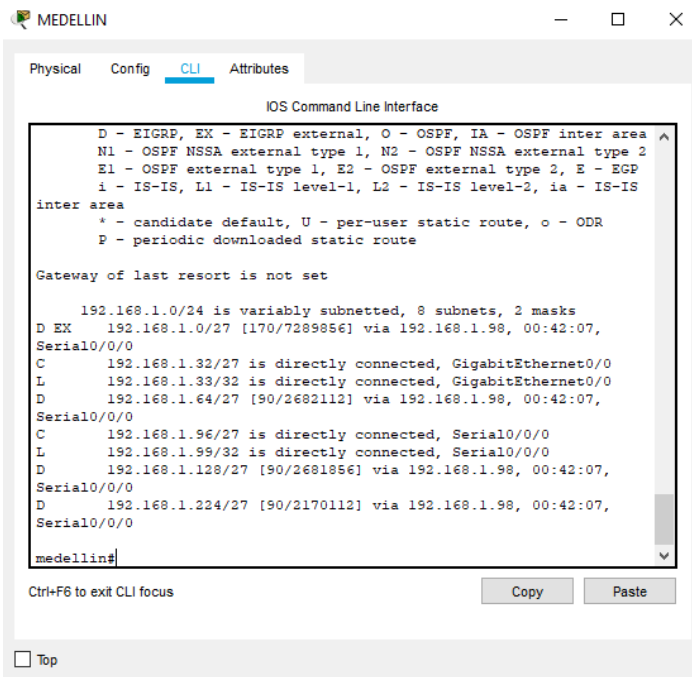 MEDELLIN
Physical Config CLI Attributes
IOS Command Line Interface
D - EIGRP, EX - EIGRP external, O - OSPF, IA - OSPF inter area
N1 - OSPF NSSA external type 1, N2 - OSPF NSSA external type 2
E1 - OSPF external type 1, E2 - OSPF external type 2, E - EGP
i - IS-IS, L1 - IS-IS level-1, L2 - IS-IS level-2, ia - IS-IS
inter area
* - candidate default, U - per-user static route, o - ODR
P - periodic downloaded static route
Gateway of last resort is not set
192.168.1.0/24 is variably subnetted, 8 subnets, 2 masks
D EX 192.168.1.0/27 [170/7289856] via 192.168.1.98, 00:42:07,
Serial0/0/0
C 192.168.1.32/27 is directly connected, GigabitEthernet0/0
L 192.168.1.33/32 is directly connected, GigabitEthernet0/0
D 192.168.1.64/27 [90/2682112] via 192.168.1.98, 00:42:07,
Serial0/0/0
C 192.168.1.96/27 is directly connected, Serial0/0/0
L 192.168.1.99/32 is directly connected, Serial0/0/0
D 192.168.1.128/27 [90/2681856] via 192.168.1.98, 00:42:07,
Serial0/0/0
D 192.168.1.224/27 [90/2170112] via 192.168.1.98, 00:42:07,
Serial0/0/0
medellin#
Ctrl+F6 to exit CLI focus
Copy Paste
Top